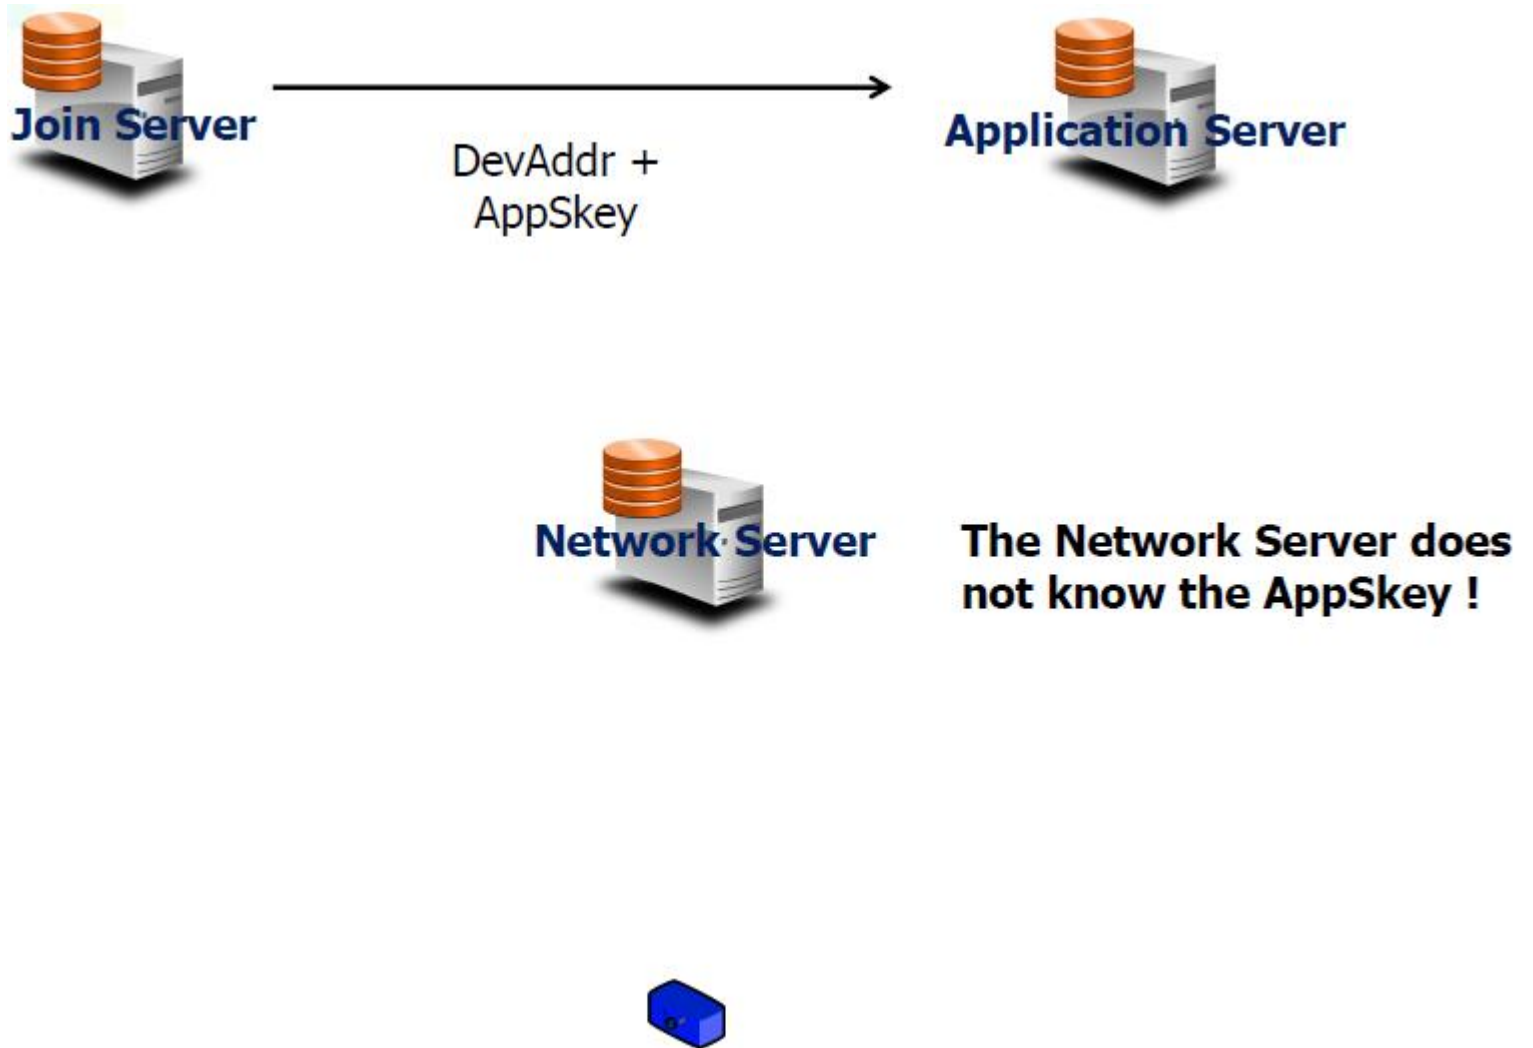 Join Server
DevAddr +
AppSkey
Application Server
Network Server
The Network Server does
not know the AppSkey !